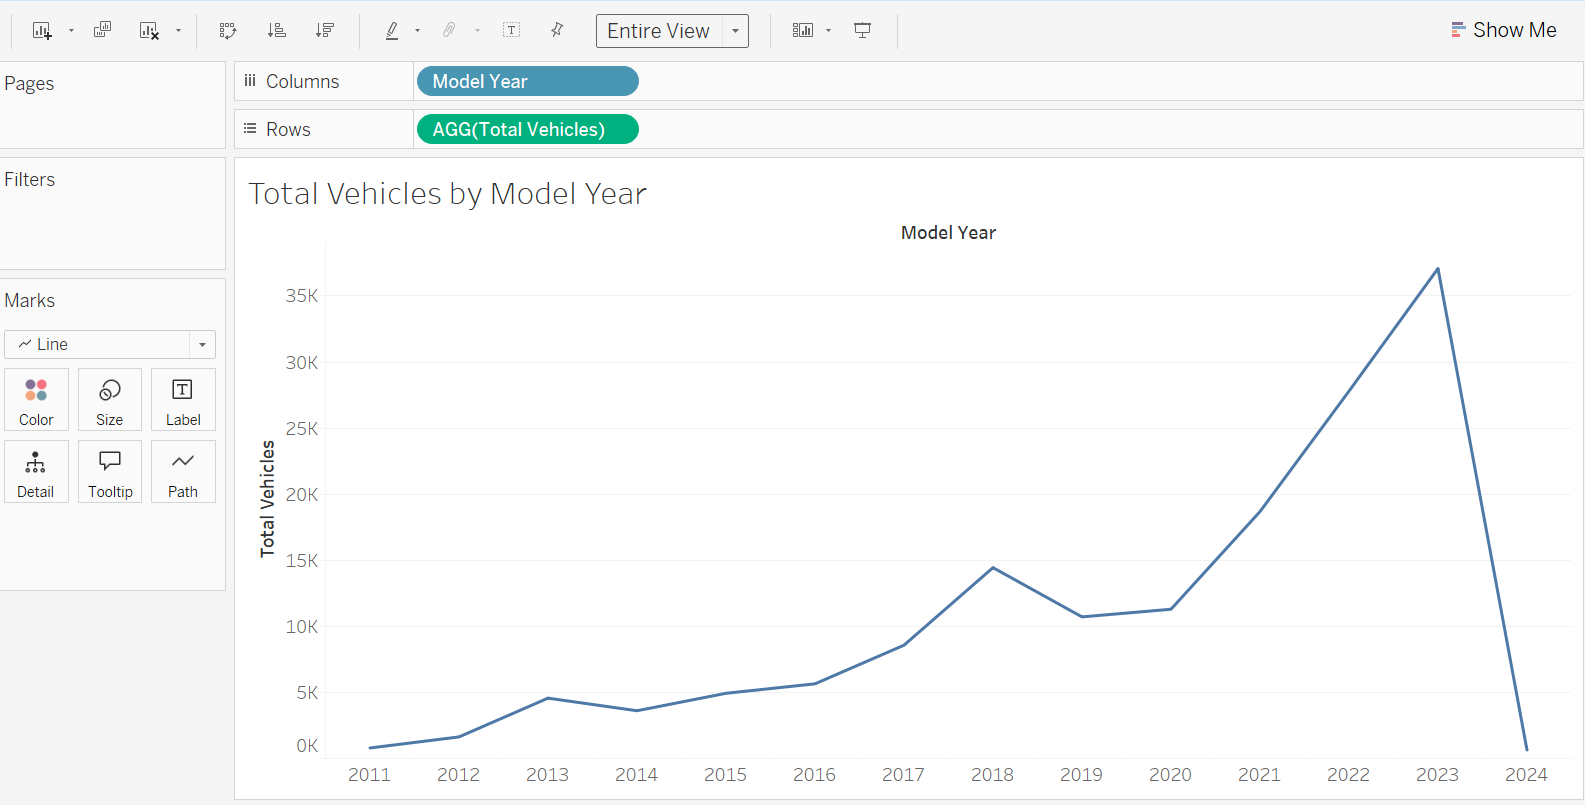 Entire View
Show Me
Pages
Columns
Model Year
Rows
AGG(Total Vehicles)
Filters
Marks
Line
Color
Size
Label
Detail
Tooltip
Path
Total Vehicles by Model Year
Model Year
Total Vehicles
35K
30K
25K
20K
15K
10K
5K
0K
2011 2012 2013 2014 2015 2016 2017 2018 2019 2020 2021 2022 2023 2024